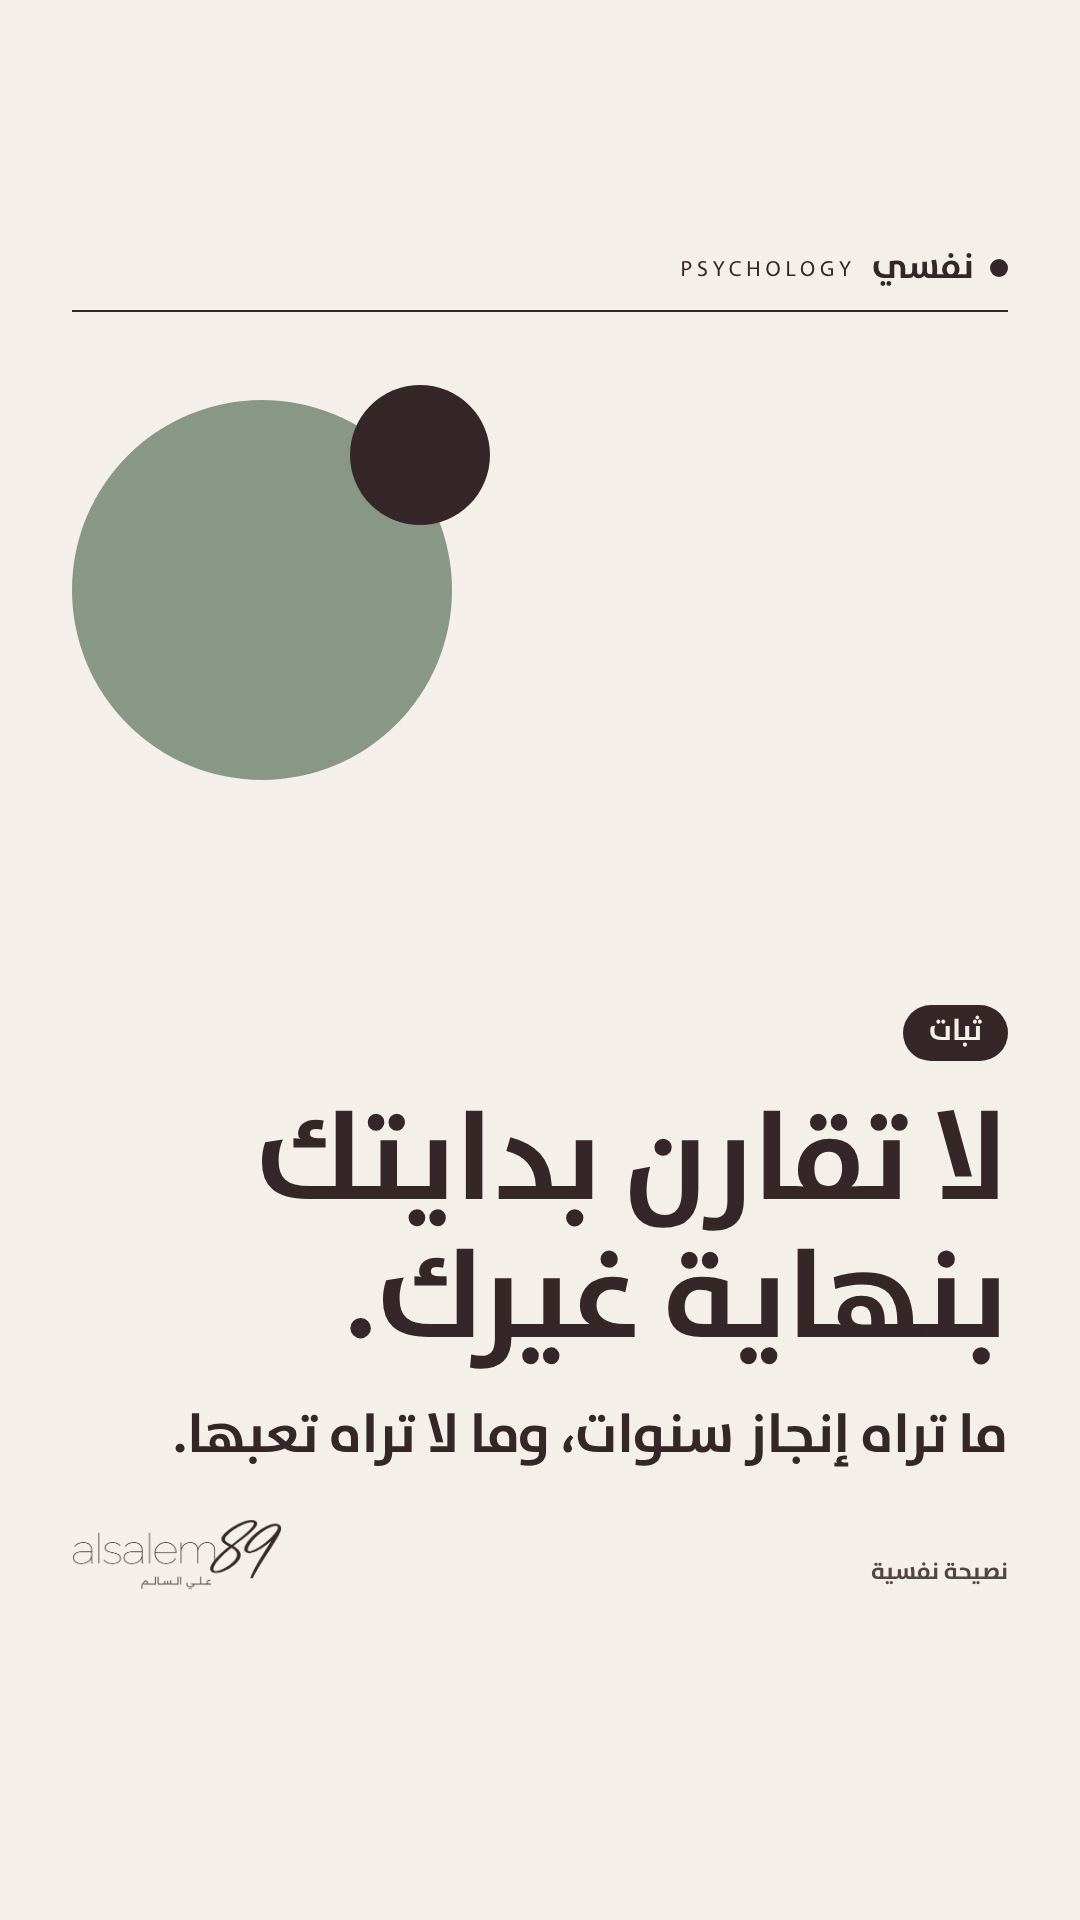 نفسي PSYCHOLOGY
ثبات
لا تقارن بدايتك
بنهاية غيرك.
ما تراه إنجاز سنوات، وما لا تراه تعبها.
نصيحة نفسية
alsalem89
علي السالم